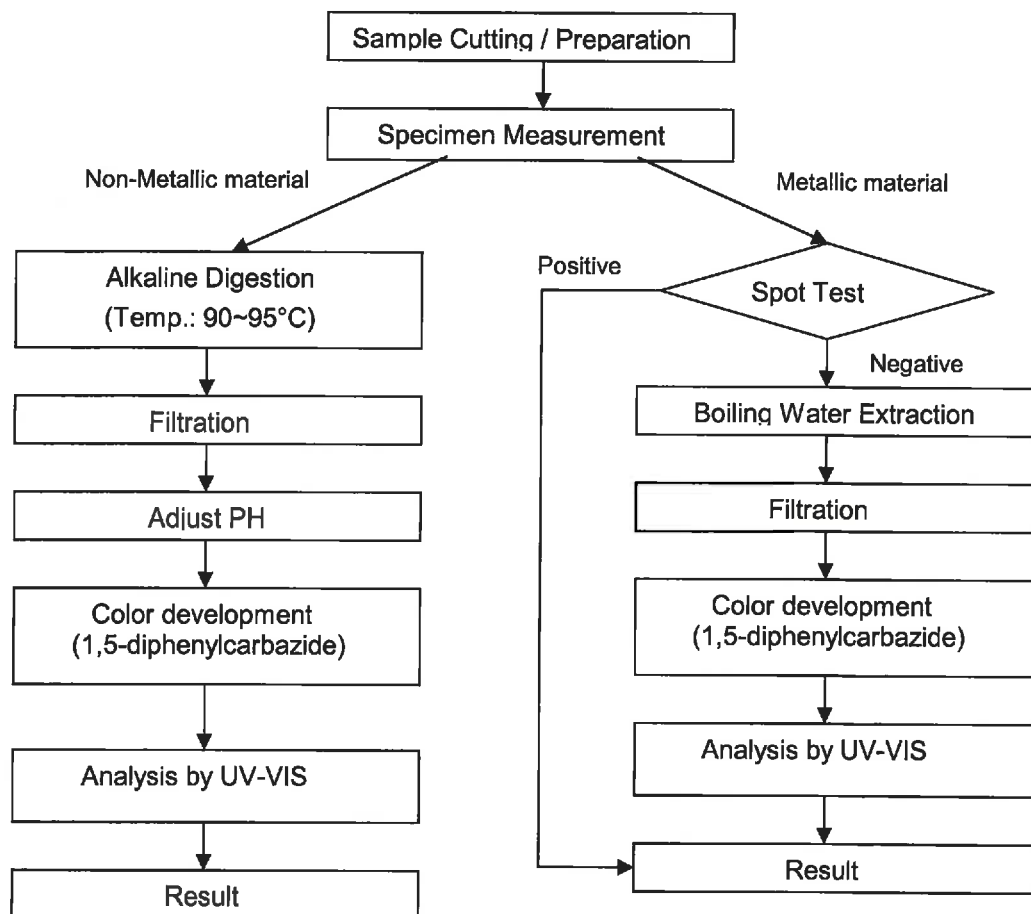 Sample Cutting / Preparation
Specimen Measurement
Non-Metallic material
Metallic material
Alkaline Digestion
(Temp.: 90~95°C)
Filtration
Adjust PH
Color development
(1,5-diphenylcarbazide)
Analysis by UV-VIS
Result
Positive
Spot Test
Negative
Boiling Water Extraction
Filtration
Color development
(1,5-diphenylcarbazide)
Analysis by UV-VIS
Result